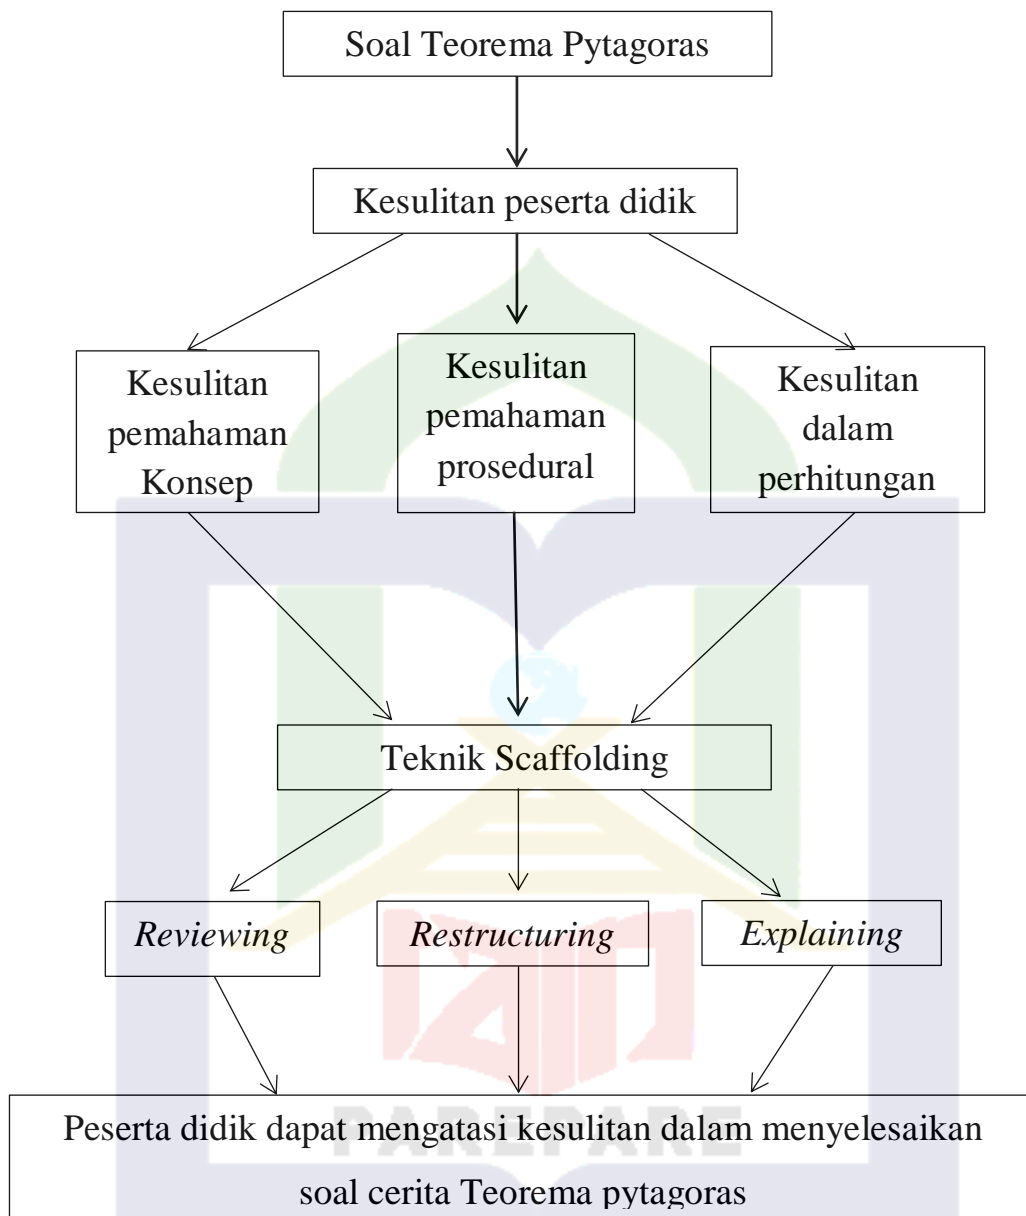 Soal Teorema Pytagoras
Kesulitan peserta didik
Kesulitan
pemahaman
Konsep
Kesulitan
pemahaman
prosedural
Kesulitan
dalam
perhitungan
Teknik Scaffolding
Reviewing
Restructuring
Explaining
Peserta didik dapat mengatasi kesulitan dalam menyelesaikan
soal cerita Teorema pytagoras
PAREPARE